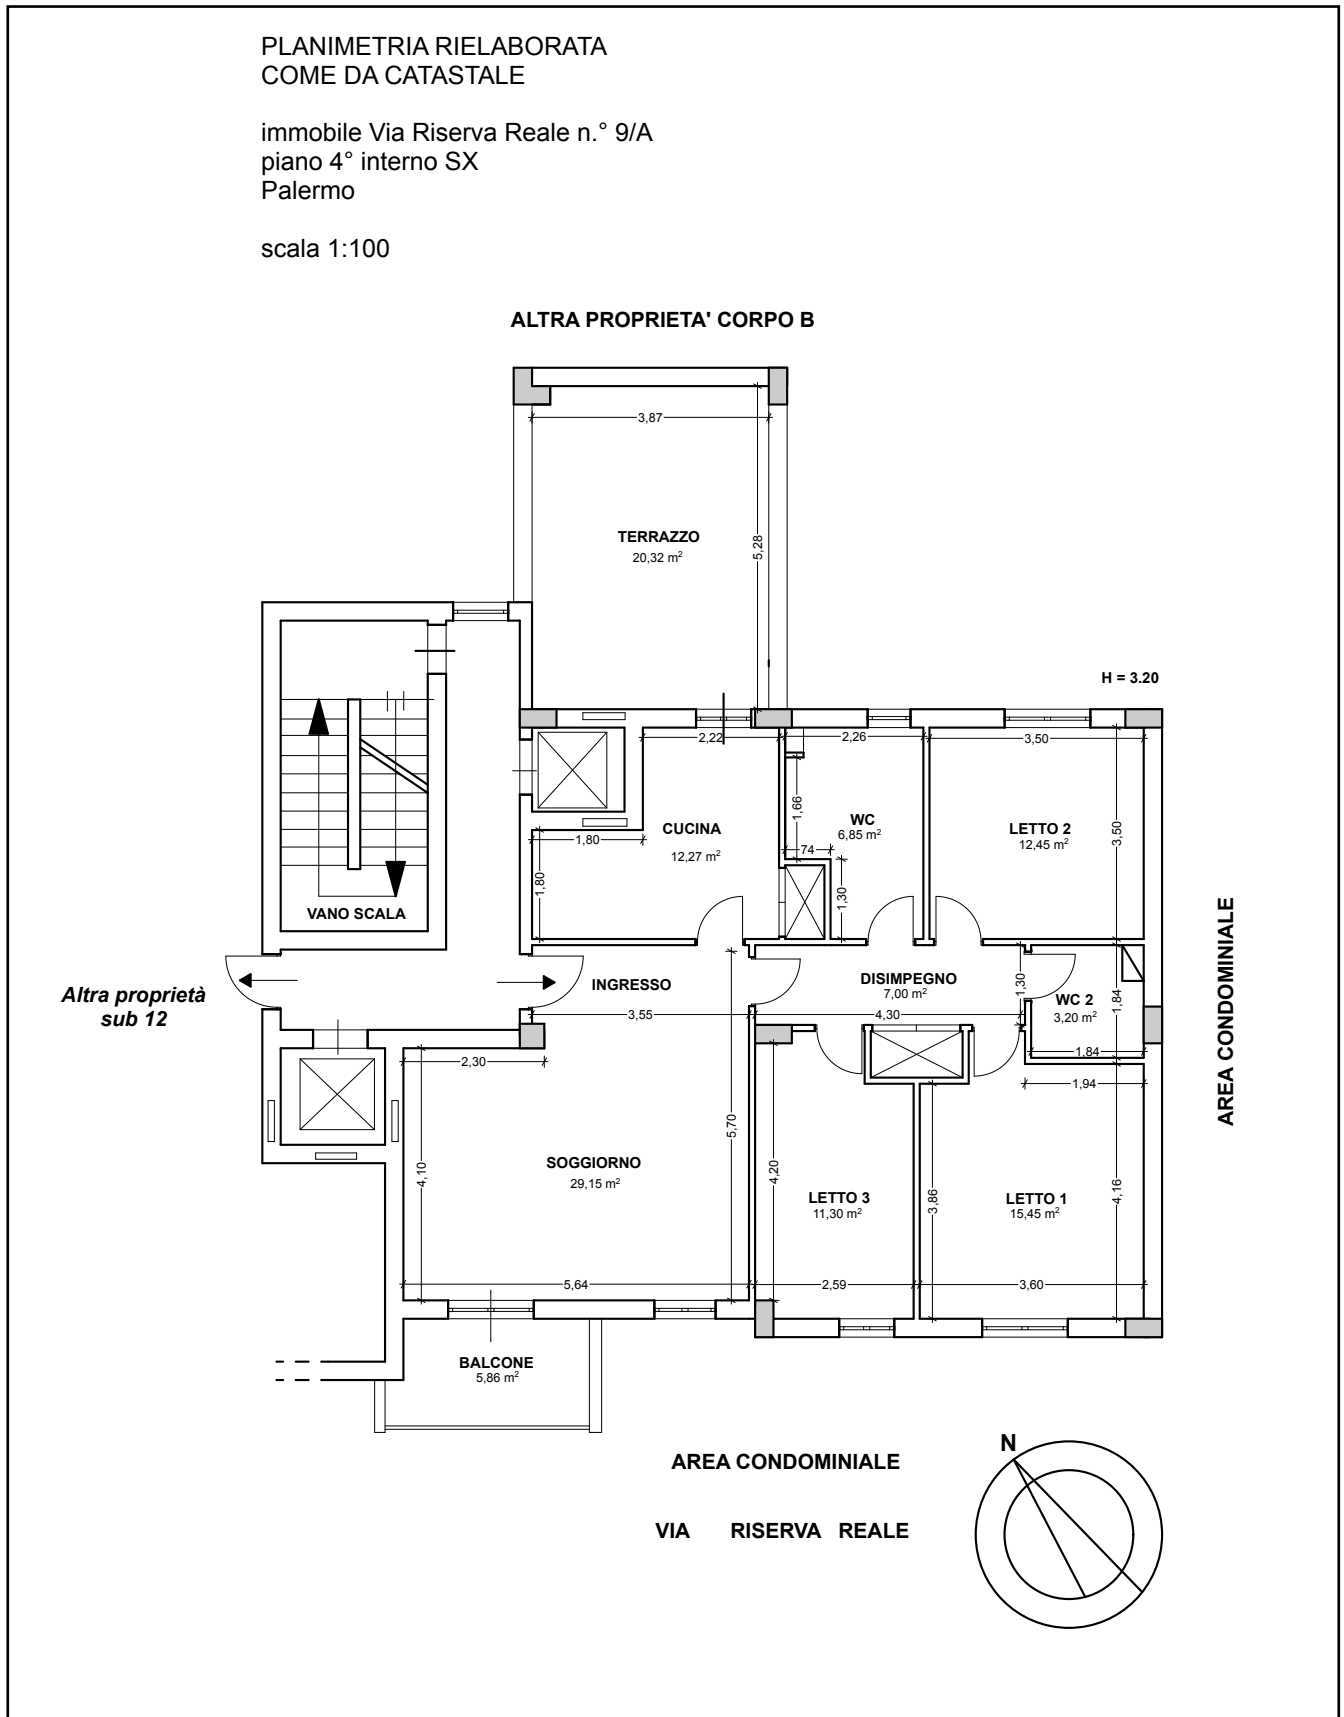 PLANIMETRIA RIELABORATA
COME DA CATASTALE
immobile Via Riserva Reale n.° 9/A
piano 4° interno SX
Palermo
scala 1:100
ALTRA PROPRIETA' CORPO B
3,87
TERRAZZO
20,32 m²
5,28
H = 3.20
2,22
2,26
3,50
1,66
WC
6,85 m²
CUCINA
12,27 m²
LETTO 2
12,45 m²
3,50
1,80
74
1,80
1,30
VANO SCALA
AREA CONDOMINIALE
Altra proprietà
sub 12
INGRESSO
3,55
DISIMPEGNO
7,00 m²
4,30
1,30
WC 2
3,20 m²
1,84
1,84
2,30
1,94
5,70
4,10
SOGGIORNO
29,15 m²
4,20
LETTO 3
11,30 m²
3,86
LETTO 1
15,45 m²
4,16
5,64
2,59
3,60
BALCONE
5,86 m²
N
AREA CONDOMINIALE
VIA RISERVA REALE